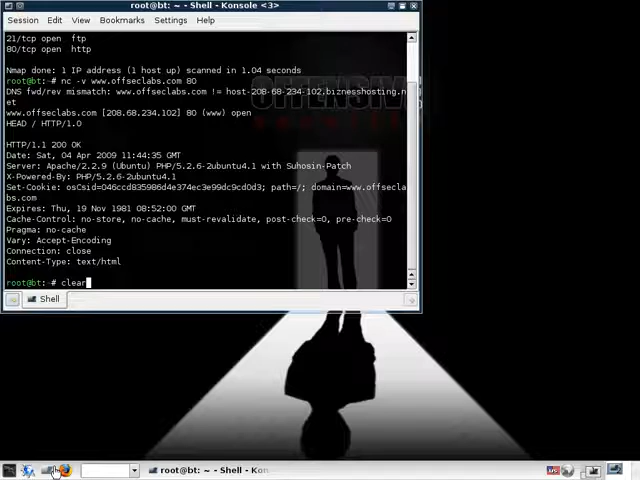 root@bt: ~ - Shell - Konsole <3>
Session Edit View Bookmarks Settings Help
21/tcp open ftp
80/tcp open http
Nmap done: 1 IP address (1 host up) scanned in 1.04 seconds
root@bt:~# nc -v www.offseclabs.com 80
DNS fwd/rev mismatch: www.offseclabs.com != host-208-68-234-102.biznesshosting.n
et
www.offseclabs.com [208.68.234.102] 80 (www) open
HEAD / HTTP/1.0
HTTP/1.1 200 OK
Date: Sat, 04 Apr 2009 11:44:35 GMT
Server: Apache/2.2.9 (Ubuntu) PHP/5.2.6-2ubuntu4.1 with Suhosin-Patch
X-Powered-By: PHP/5.2.6-2ubuntu4.1
Set-Cookie: osCsid=046ccd835986d4e374ec3e99dc9cd0d3; path=/; domain=www.offsecla
bs.com
Expires: Thu, 19 Nov 1981 08:52:00 GMT
Cache-Control: no-store, no-cache, must-revalidate, post-check=0, pre-check=0
Pragma: no-cache
Vary: Accept-Encoding
Connection: close
Content-Type: text/html
root@bt:~# clear
Shell
root@bt: ~ - Shell - Kon